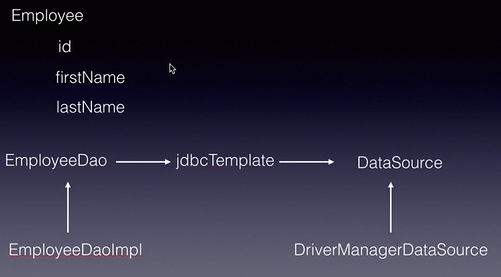 Employee
id
firstName
lastName
EmployeeDao jdbcTemplate DataSource
EmployeeDaoImpl DriverManagerDataSource